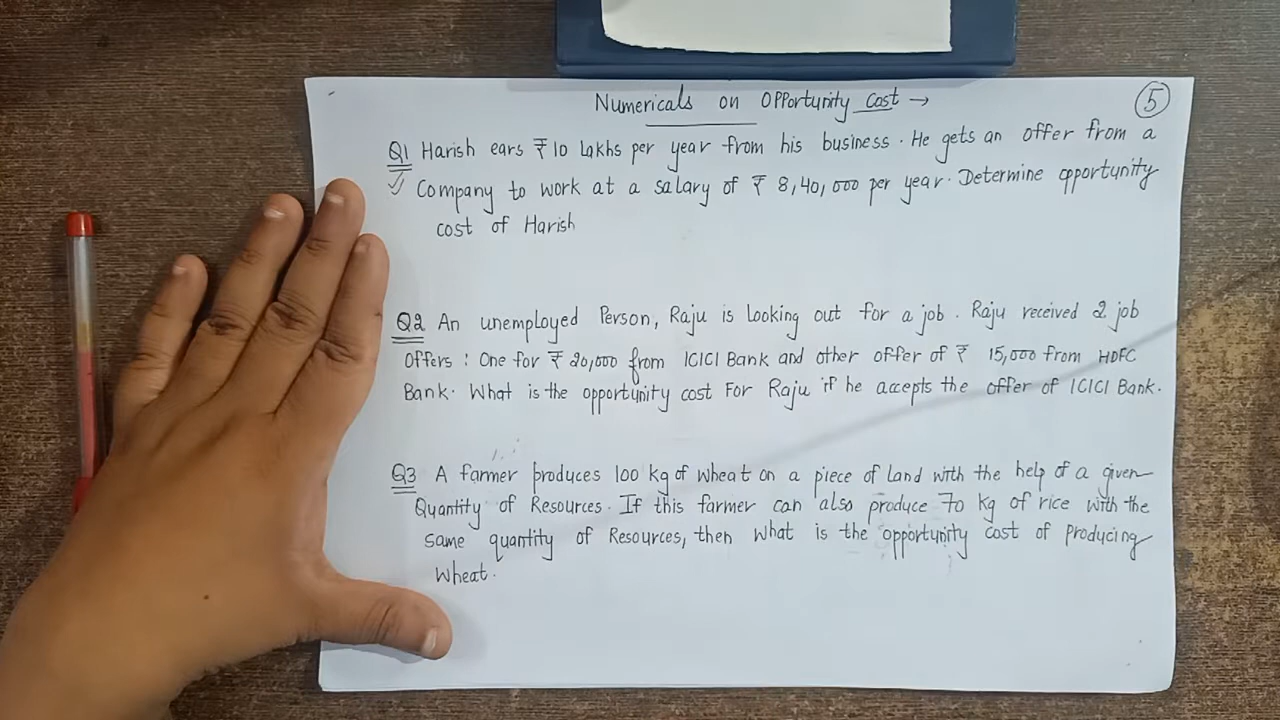 Numericals on Opportunity Cost → 5
Q1 Harish ears ₹ 10 Lakhs per year from his business. He gets an offer from a
Company to work at a salary of ₹ 8,40,000 per year. Determine opportunity
cost of Harish
Q2 An unemployed Person, Raju is looking out for a job. Raju received 2 job
offers : One for ₹ 20,000 from ICICI Bank and other offer of ₹ 15,000 from HDFC
Bank. What is the opportunity cost For Raju if he accepts the offer of ICICI Bank.
Q3 A farmer produces 100 kg of wheat on a piece of Land with the help of a given
Quantity of Resources. If this farmer can also produce 70 kg of rice with the
same quantity of Resources, then What is the opportunity cost of producing
Wheat.